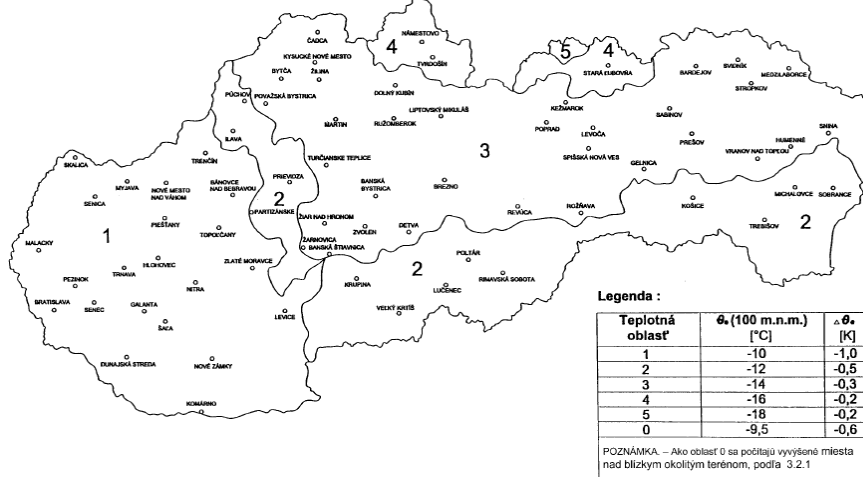 ČADCA
NÁMESTOVO
4
KYSUCKÉ NOVÉ MESTO
TVRDOŠÍN
5
4
BYTČA
ŽILINA
STARÁ ĽUBOVŇA
BARDEJOV
SVIDNÍK
MEDZILABORCE
STROPKOV
PÚCHOV
POVAŽSKÁ BYSTRICA
DOLNÝ KUBÍN
KEŽMAROK
MARTIN
RUŽOMBEROK
LIPTOVSKÝ MIKULÁŠ
POPRAD
LEVOČA
SABINOV
PREŠOV
HUMENNÉ
SNINA
ILAVA
3
SPIŠSKÁ NOVÁ VES
VRANOV NAD TOPĽOU
SKALICA
TRENČÍN
TURČIANSKE TEPLICE
GELNICA
MYJAVA
NOVÉ MESTO
NAD VÁHOM
BÁNOVCE
NAD BEBRAVOU
PRIEVIDZA
BANSKÁ
BYSTRICA
BREZNO
MICHALOVCE
SOBRANCE
SENICA
2
PARTIZÁNSKE
REVÚCA
ROŽŇAVA
KOŠICE
PIEŠŤANY
ŽIAR NAD HRONOM
ZVOLEN
DETVA
TREBIŠOV
2
1
TOPOĽČANY
MALACKY
ŽARNOVICA
BANSKÁ ŠTIAVNICA
HLOHOVEC
ZLATÉ MORAVCE
POLTÁR
TRNAVA
2
PEZINOK
NITRA
KRUPINA
LUČENEC
RIMAVSKÁ SOBOTA
BRATISLAVA
SENEC
GALANTA
LEVICE
VEĽKÝ KRTÍŠ
ŠAĽA
DUNAJSKÁ STREDA
NOVÉ ZÁMKY
KOMÁRNO
Legenda :
Teplotná oblasť θe (100 m.n.m.) [°C] △ θe [K]
1 -10 -1,0
2 -12 -0,5
3 -14 -0,3
4 -16 -0,2
5 -18 -0,2
0 -9,5 -0,6
POZNÁMKA. – Ako oblasť 0 sa počítajú vyvýšené miesta
nad blízkym okolitým terénom, podľa 3.2.1